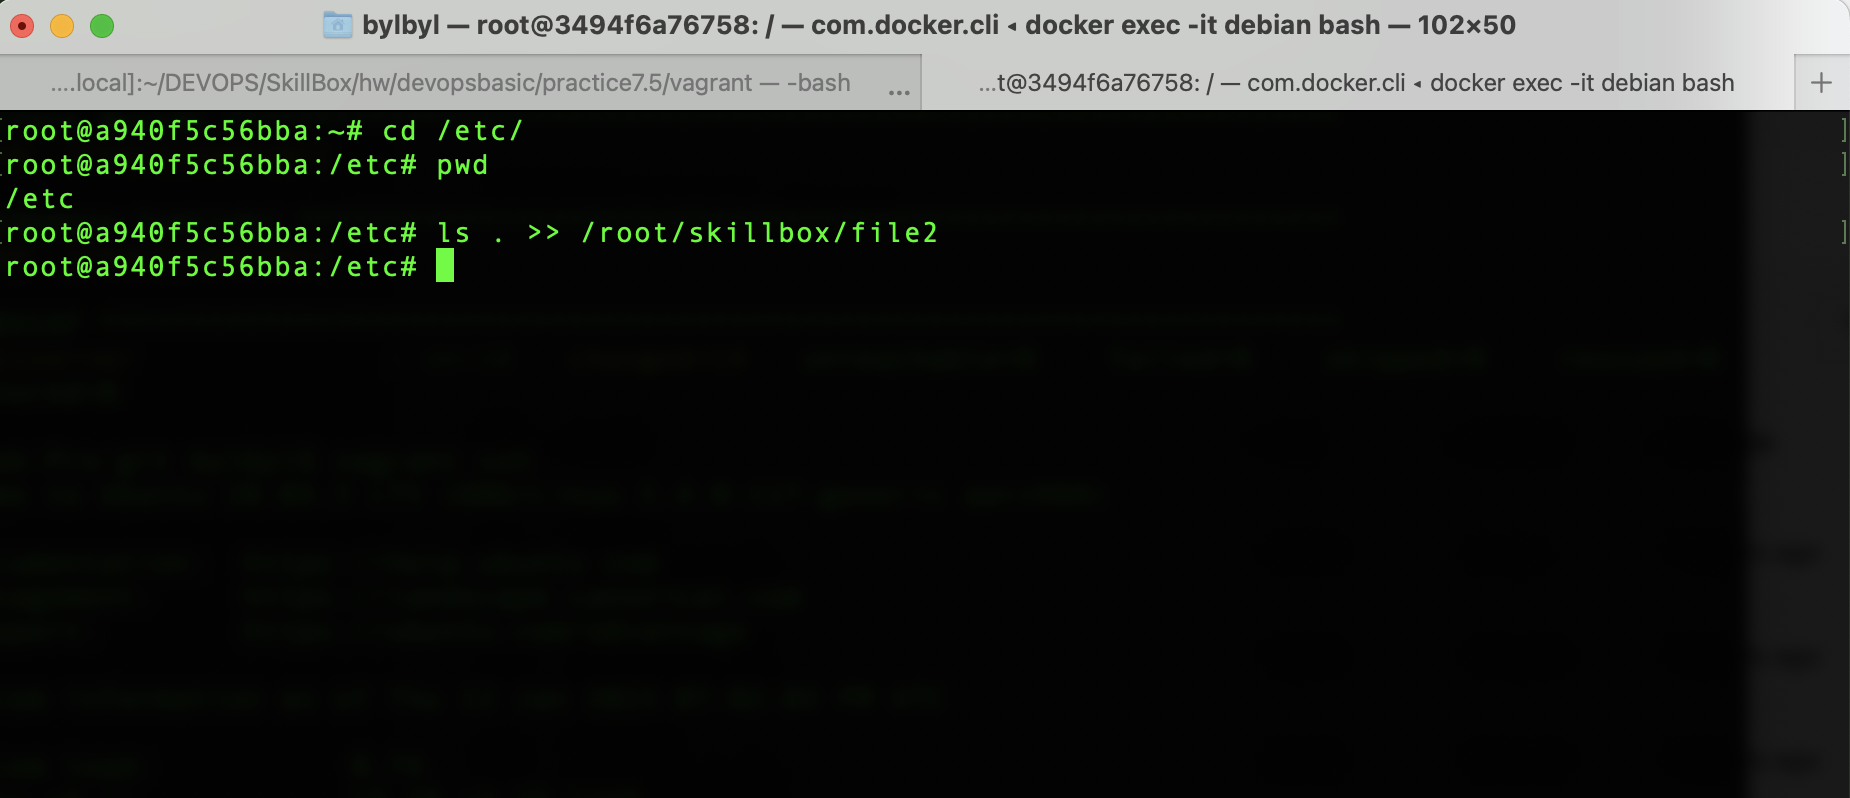 bylbyl — root@3494f6a76758: / — com.docker.cli ◂ docker exec -it debian bash — 102×50
....local]:~/DEVOPS/SkillBox/hw/devopsbasic/practice7.5/vagrant — -bash ...
...t@3494f6a76758: / — com.docker.cli ◂ docker exec -it debian bash +
[root@a940f5c56bba:~# cd /etc/ ]
[root@a940f5c56bba:/etc# pwd ]
/etc
[root@a940f5c56bba:/etc# ls . >> /root/skillbox/file2 ]
root@a940f5c56bba:/etc#